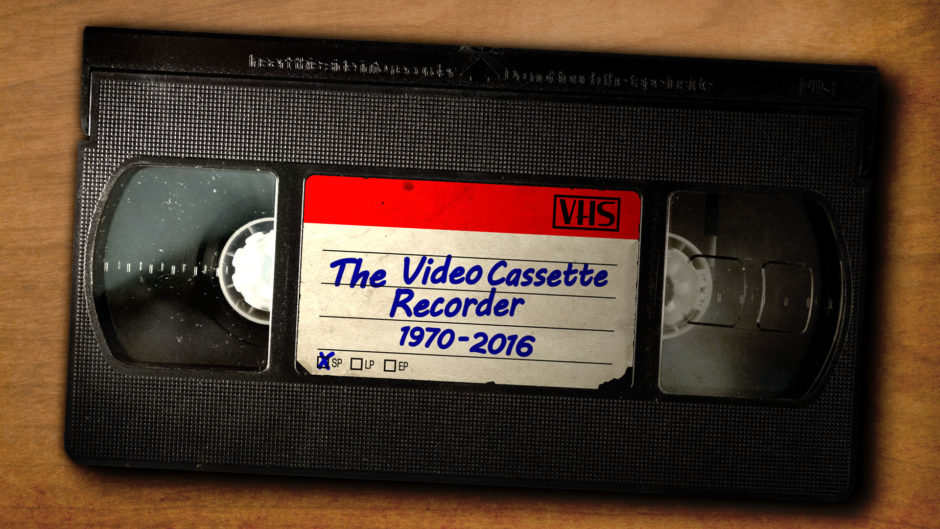 VHS
The Video Cassette
Recorder
1970-2016
SP LP EP